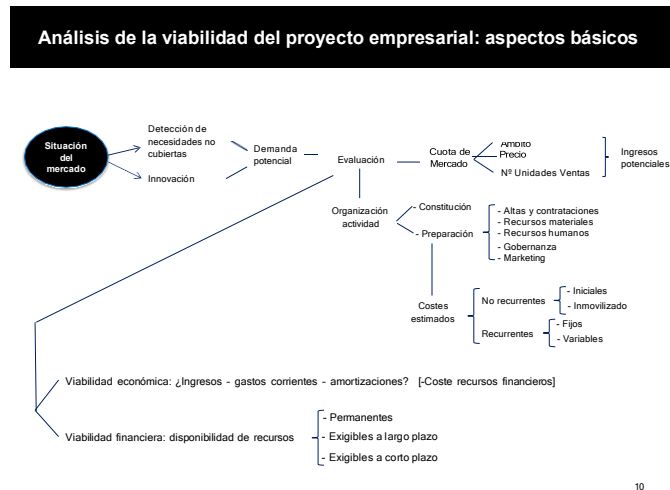 Análisis de la viabilidad del proyecto empresarial: aspectos básicos
Situación
del
mercado
Detección de
necesidades no
cubiertas
Innovación
Demanda
potencial
Evaluación
Cuota de
Mercado
Ámbito
Precio
Nº Unidades Ventas
Ingresos
potenciales
Organización
actividad
- Constitución
- Preparación
- Altas y contrataciones
- Recursos materiales
- Recursos humanos
- Gobernanza
- Marketing
Costes
estimados
No recurrentes
- Iniciales
- Inmovilizado
Recurrentes
- Fijos
- Variables
Viabilidad económica: ¿Ingresos - gastos corrientes - amortizaciones? [-Coste recursos financieros]
Viabilidad financiera: disponibilidad de recursos
- Permanentes
- Exigibles a largo plazo
- Exigibles a corto plazo
10